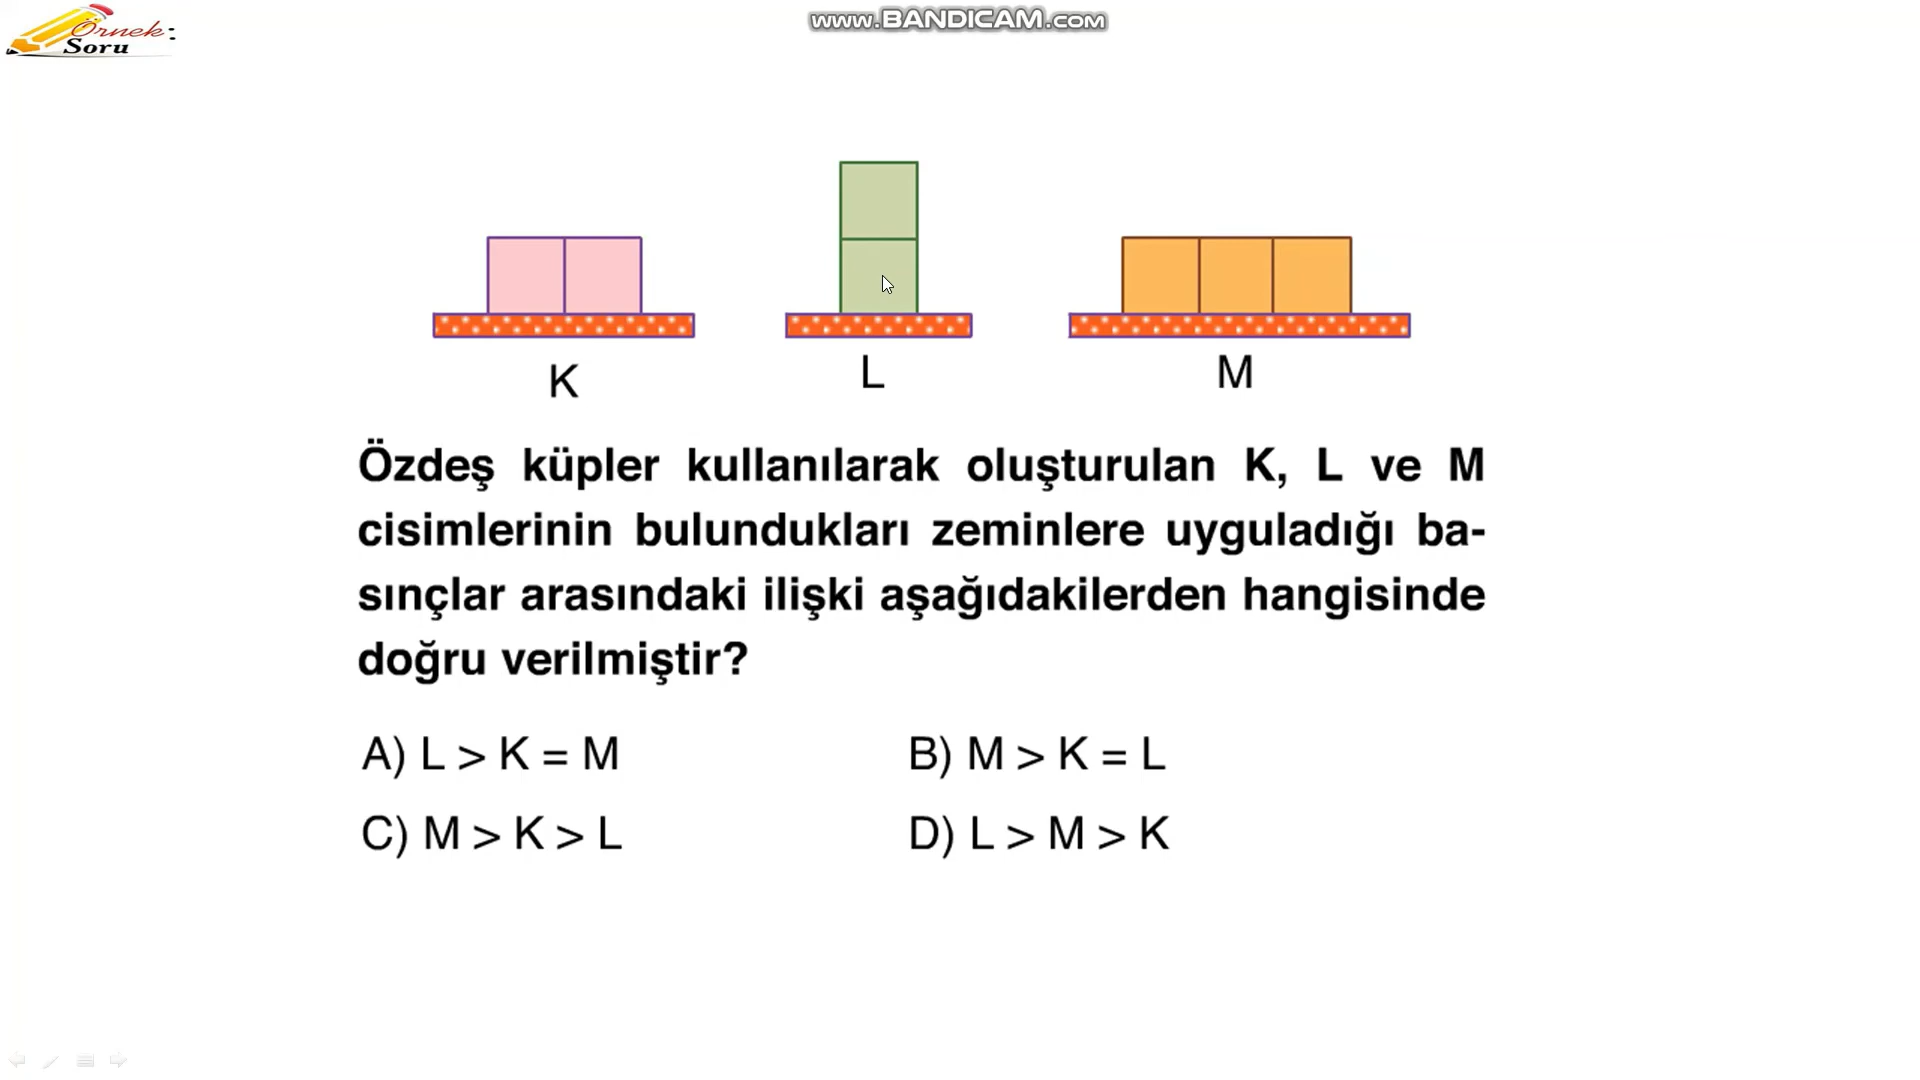 www.BANDICAM.com
Örnek:
Soru
K
L
M
Özdeş küpler kullanılarak oluşturulan K, L ve M
cisimlerinin bulundukları zeminlere uyguladığı ba-
sınçlar arasındaki ilişki aşağıdakilerden hangisinde
doğru verilmiştir?
A) L > K = M
B) M > K = L
C) M > K > L
D) L > M > K